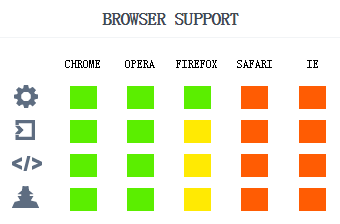 BROWSER SUPPORT
CHROME OPERA FIREFOX SAFARI IE